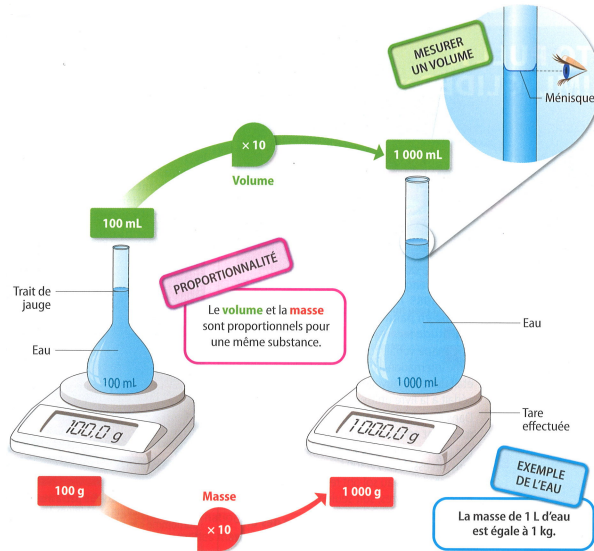 MESURER
UN VOLUME
Ménisque
× 10
Volume
1 000 mL
100 mL
PROPORTIONNALITÉ
Le volume et la masse
sont proportionnels pour
une même substance.
Trait de
jauge
Eau
100 mL
100,0 g
Eau
1 000 mL
1000,0 g
Tare
effectuée
100 g
Masse
× 10
1 000 g
EXEMPLE
DE L'EAU
La masse de 1 L d'eau
est égale à 1 kg.